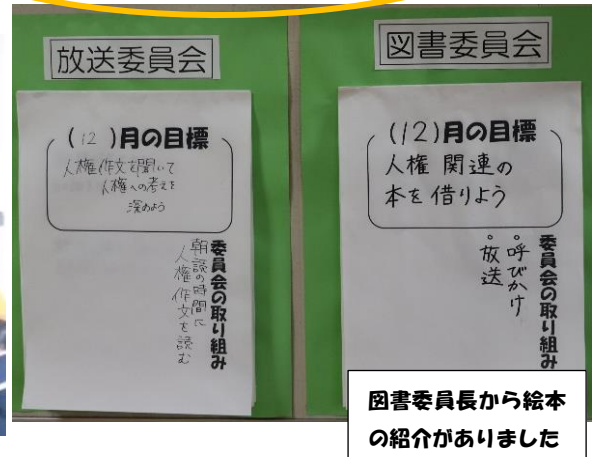 放送委員会
(12)月の目標
人権作文を聞いて
人権への考えを
深めよう
委員会の取り組み
朝読の時間に
人権作文を読む
図書委員会
(12)月の目標
人権関連の
本を借りよう
委員会の取り組み
。呼びかけ
。放送
図書委員長から絵本
の紹介がありました